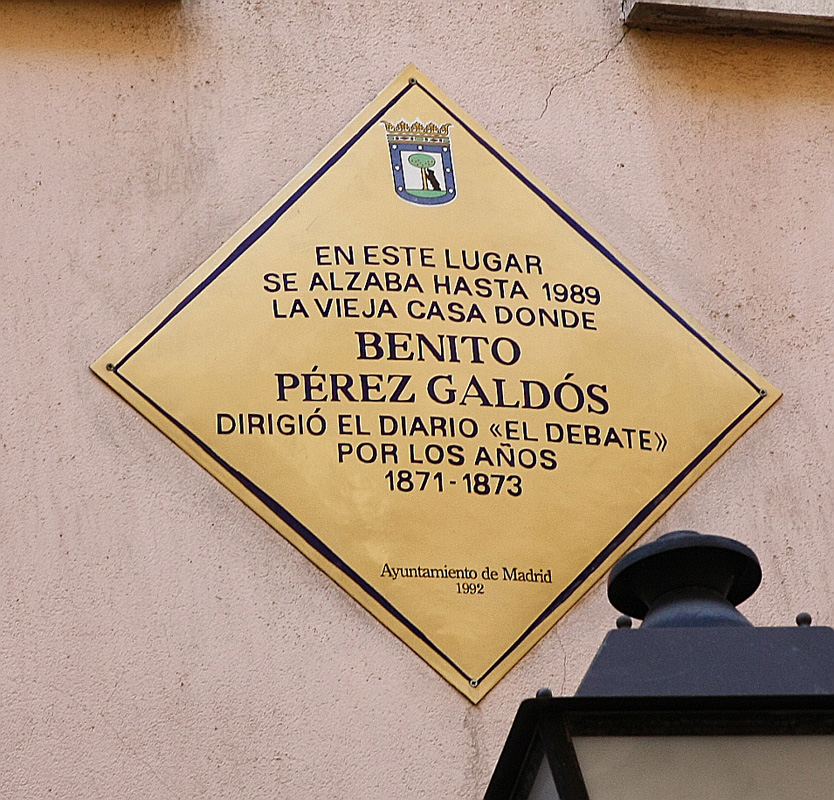 EN ESTE LUGAR
SE ALZABA HASTA 1989
LA VIEJA CASA DONDE
BENITO
PÉREZ GALDÓS
DIRIGIÓ EL DIARIO «EL DEBATE»
POR LOS AÑOS
1871-1873
Ayuntamiento de Madrid
1992